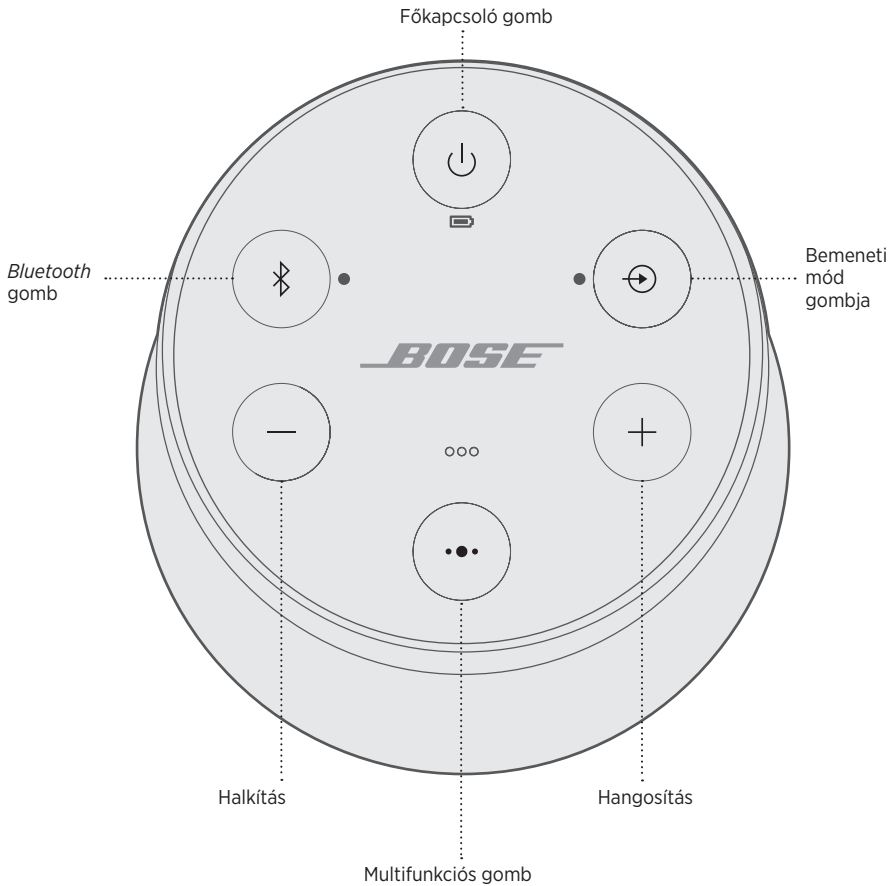 Főkapcsoló gomb
Bluetooth
gomb
Bemeneti
mód
gombja
BOSE
Halkítás
Hangosítás
Multifunkciós gomb